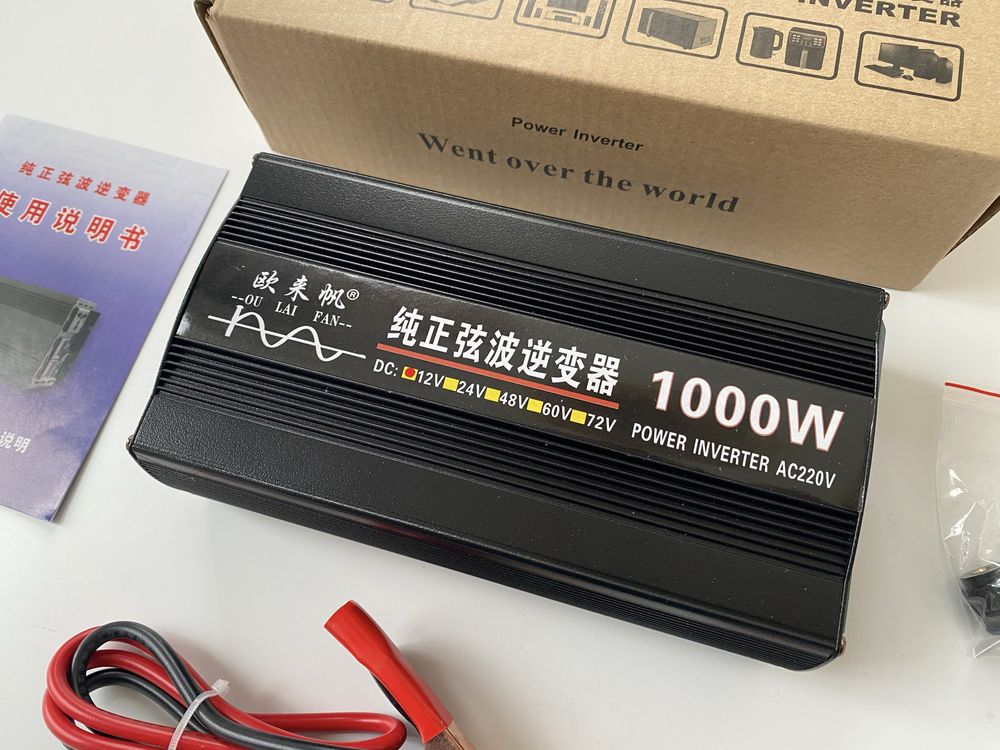 INVERTER
Power Inverter
Went over the world
纯正弦波逆变器
使用说明书
说明
欧来帆®
--OU LAI FAN--
纯正弦波逆变器
DC: 12V 24V 48V 60V 72V
1000W
POWER INVERTER AC220V